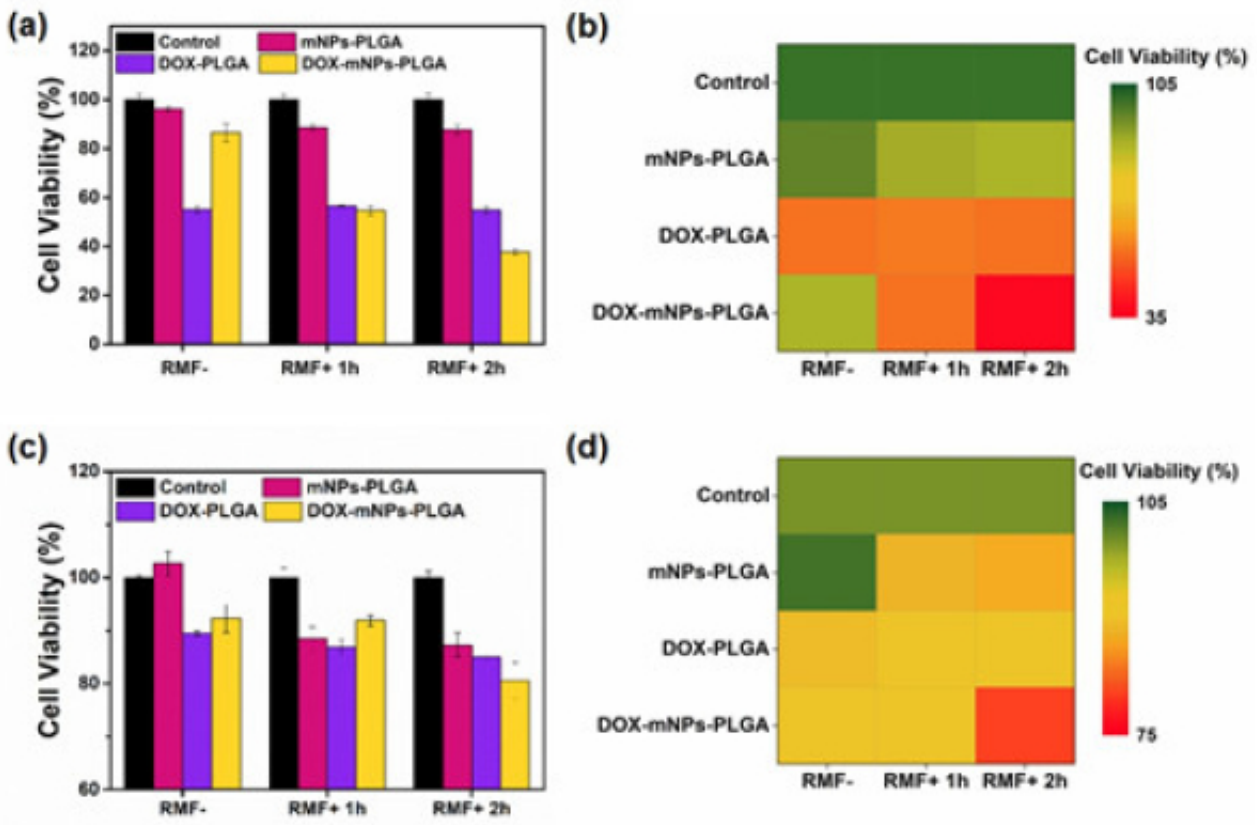 (a)
Control
mNPs-PLGA
DOX-PLGA
DOX-mNPs-PLGA
Cell Viability (%)
120
100
80
60
40
20
0
RMF-
RMF+ 1h
RMF+ 2h
(b)
Control
mNPs-PLGA
DOX-PLGA
DOX-mNPs-PLGA
RMF-
RMF+ 1h
RMF+ 2h
Cell Viability (%)
105
35
(c)
Control
mNPs-PLGA
DOX-PLGA
DOX-mNPs-PLGA
Cell Viability (%)
120
100
80
60
RMF-
RMF+ 1h
RMF+ 2h
(d)
Control
mNPs-PLGA
DOX-PLGA
DOX-mNPs-PLGA
RMF-
RMF+ 1h
RMF+ 2h
Cell Viability (%)
105
75